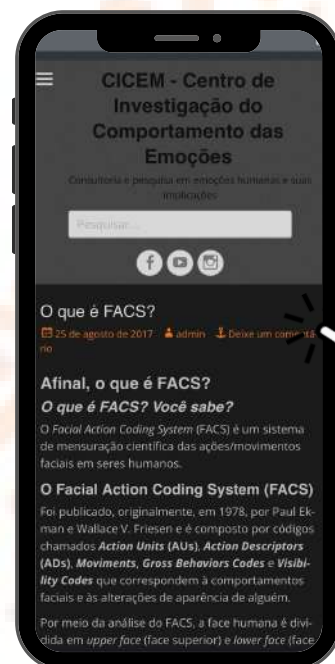 CICEM - Centro de
Investigação do
Comportamento das
Emoções
Consultoria e pesquisa em emoções humanas e suas
implicações
Pesquisar...
O que é FACS?
25 de agosto de 2017 admin Deixe um comentá
rio
Afinal, o que é FACS?
O que é FACS? Você sabe?
O Facial Action Coding System (FACS) é um sistema
de mensuração científica das ações/movimentos
faciais em seres humanos.
O Facial Action Coding System (FACS)
Foi publicado, originalmente, em 1978, por Paul Ek-
man e Wallace V. Friesen e é composto por códigos
chamados Action Units (AUs), Action Descriptors
(ADs), Moviments, Gross Behaviors Codes e Visibi-
lity Codes que correspondem à comportamentos
faciais e às alterações de aparência de alguém.
Por meio da análise do FACS, a face humana é divi-
dida em upper face (face superior) e lower face (face